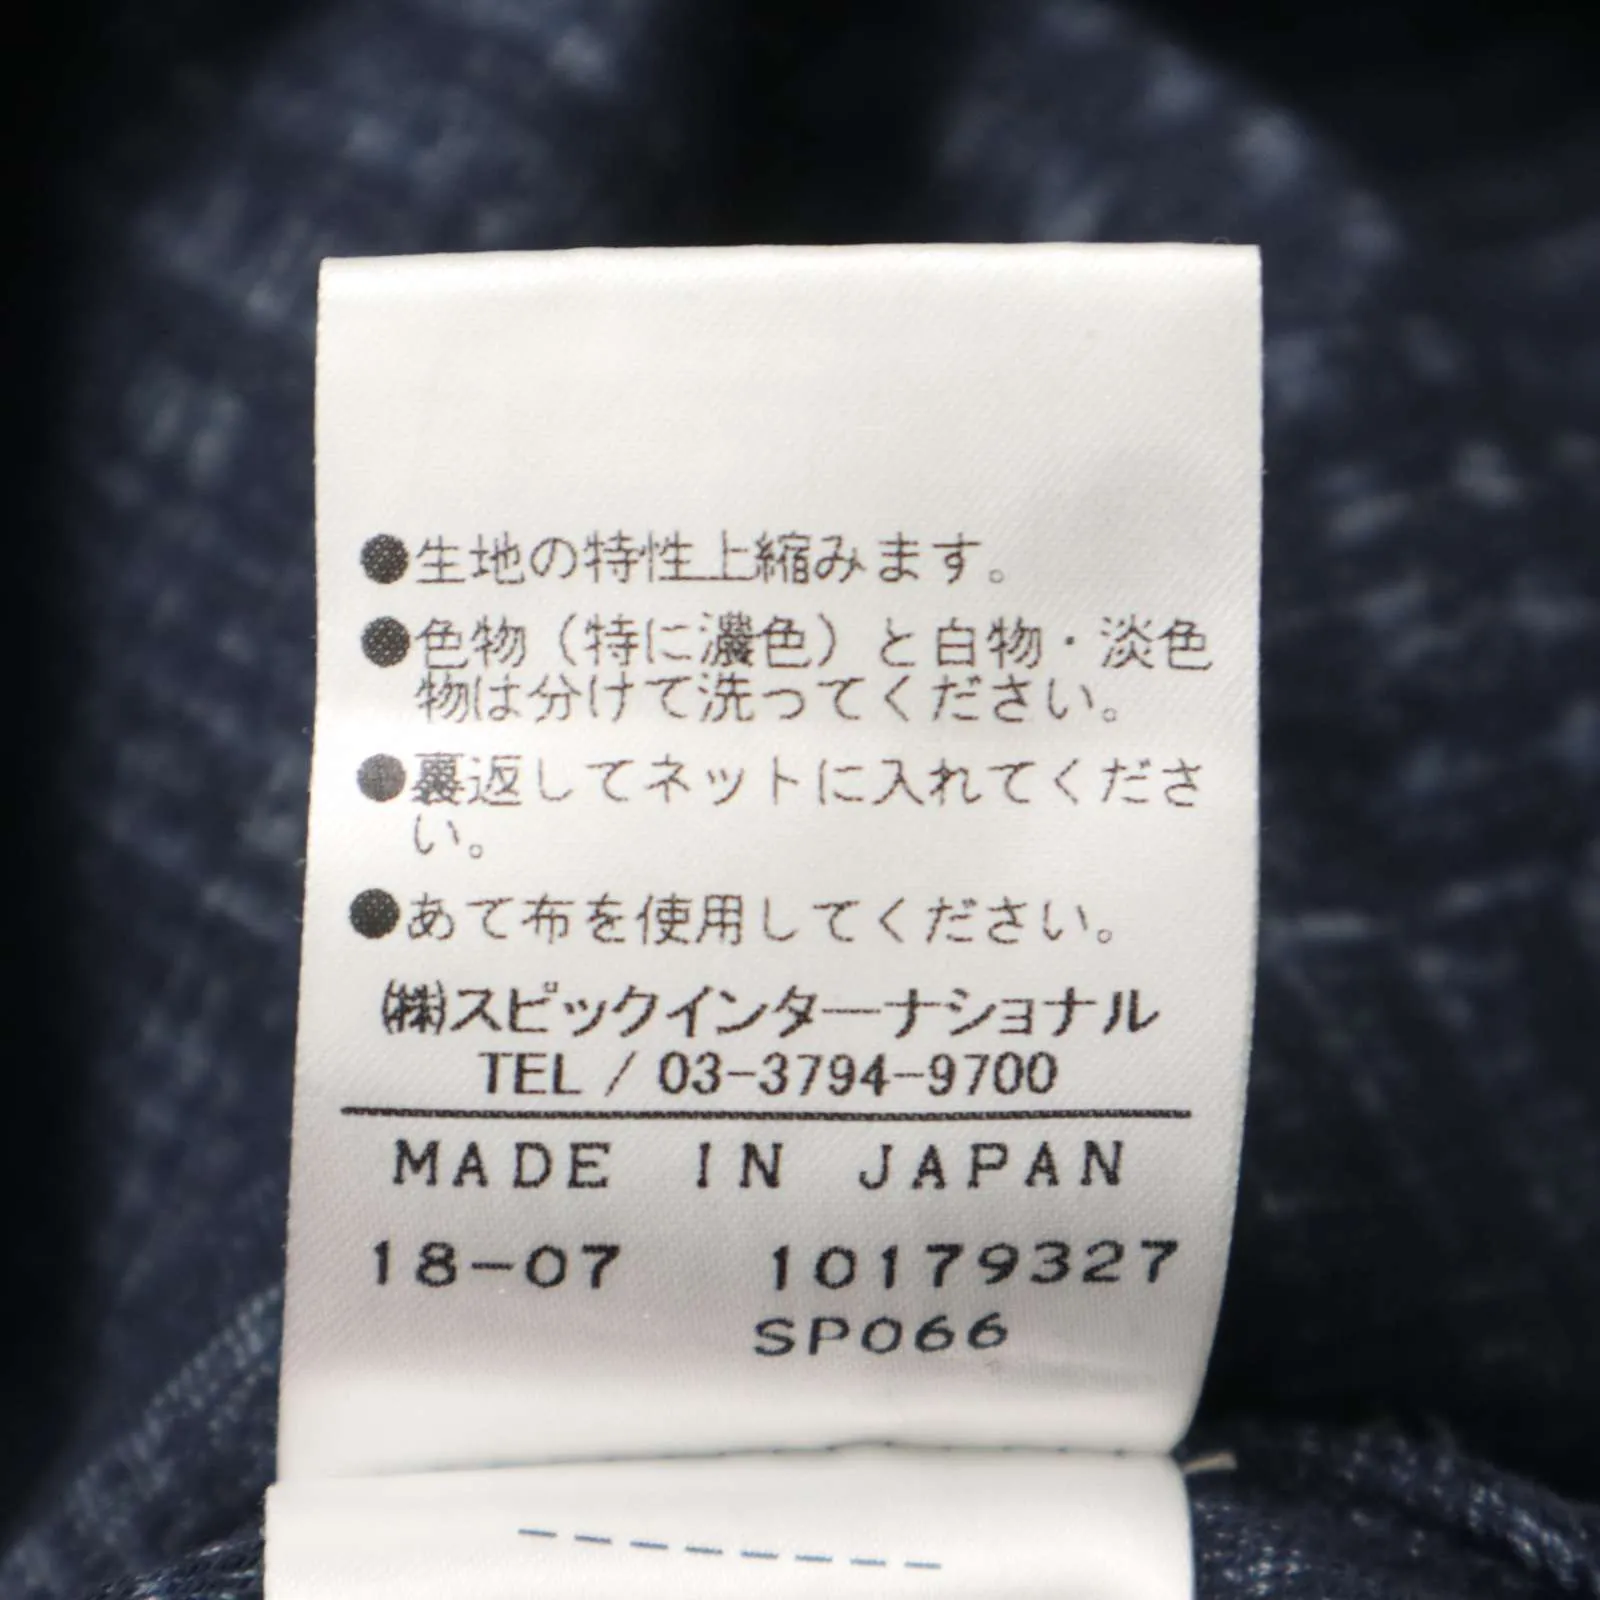 ●生地の特性上縮みます。
●色物(特に濃色)と白物・淡色
物は分けて洗ってください。
●裏返してネットに入れてくださ
い。
●あて布を使用してください。
㈱スピックインターナショナル
TEL / 03-3794-9700
MADE IN JAPAN
18-07 10179327
SP066